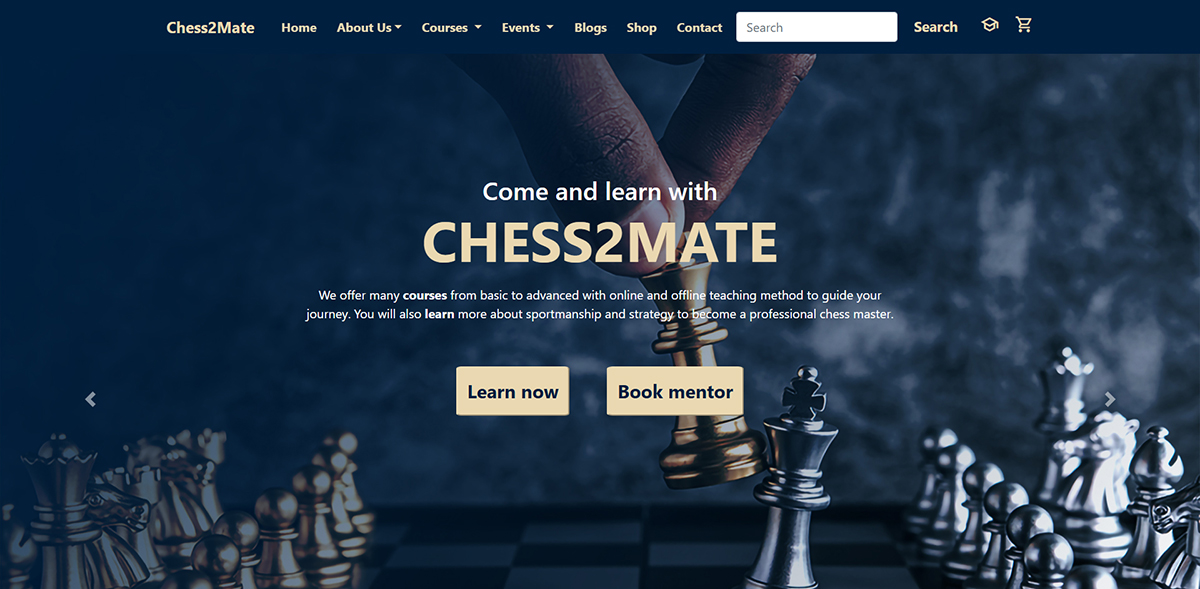 Chess2Mate Home About Us Courses Events Blogs Shop Contact Search Search
Come and learn with
CHESS2MATE
We offer many courses from basic to advanced with online and offline teaching method to guide your
journey. You will also learn more about sportmanship and strategy to become a professional chess master.
Learn now Book mentor